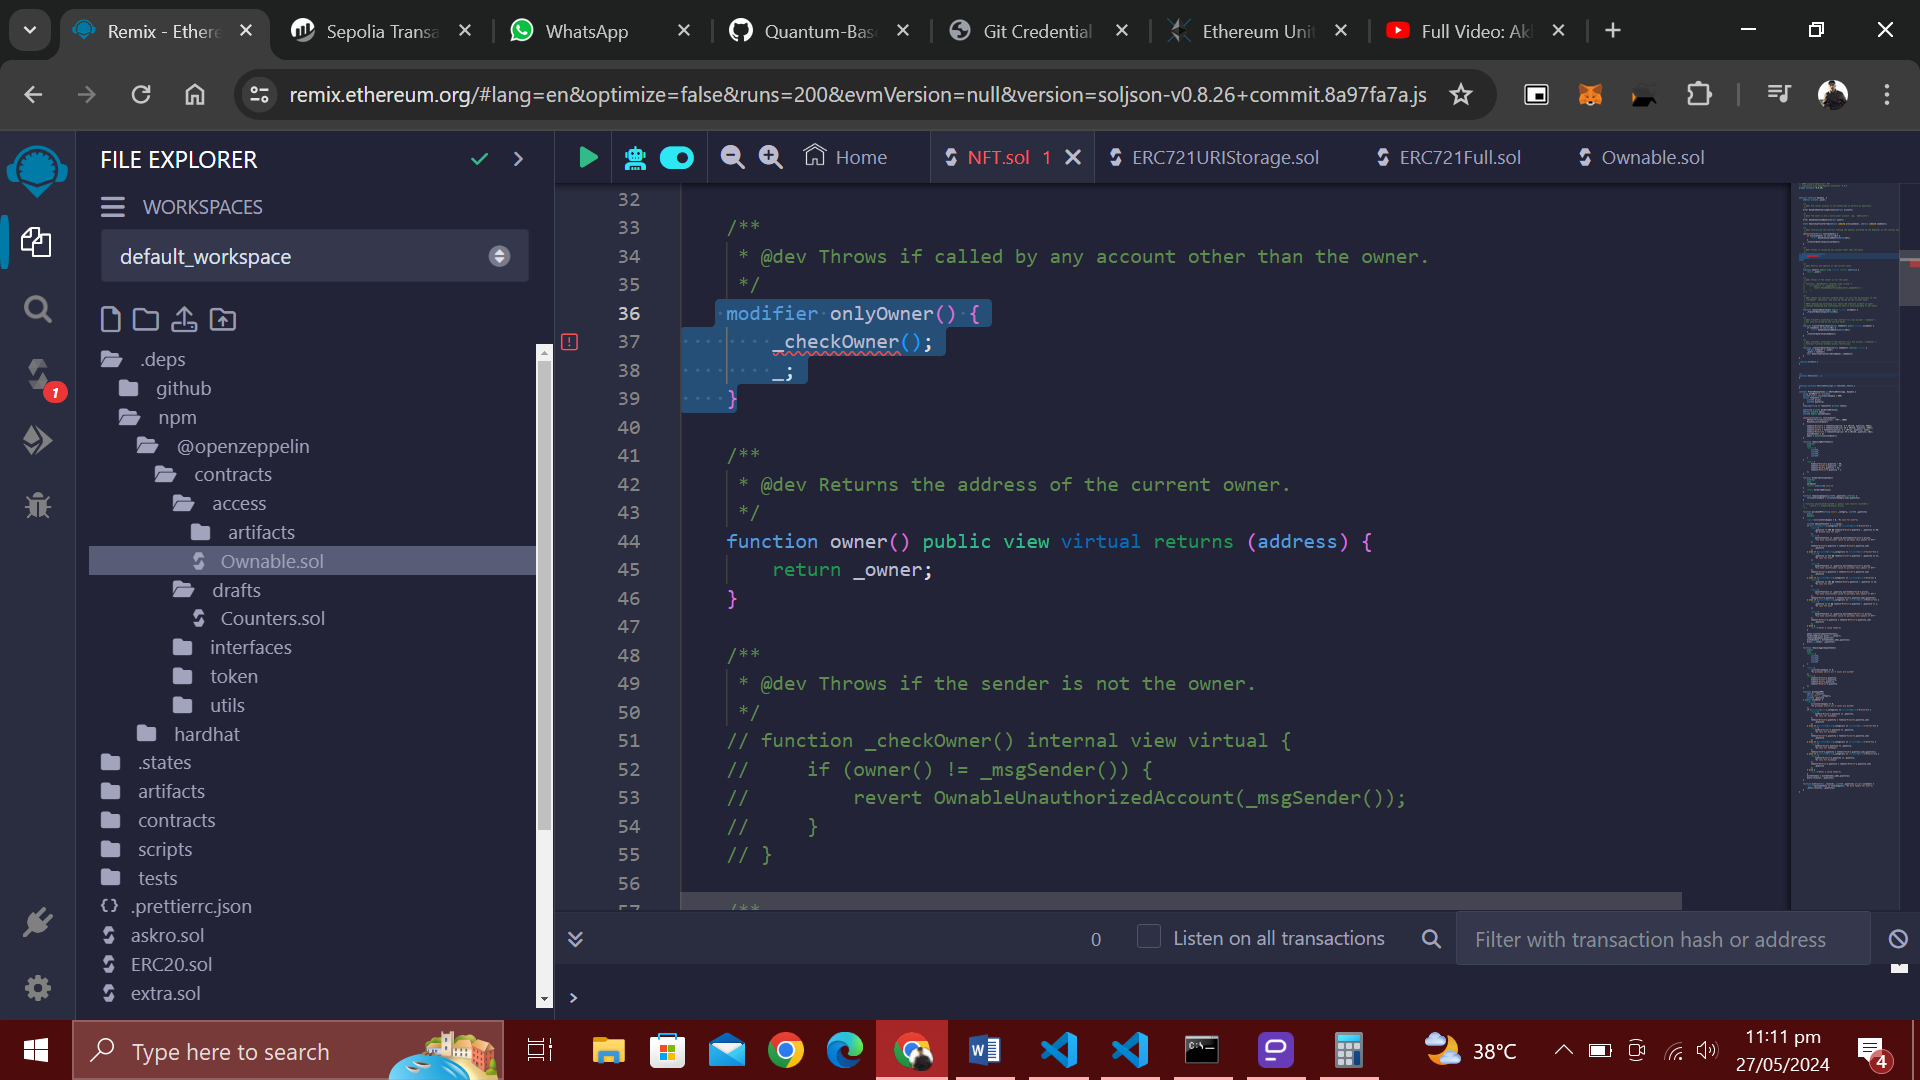 Remix - Ethere
Sepolia Transa
WhatsApp
Quantum-Bas
Git Credential
Ethereum Unit
Full Video: Ak
remix.ethereum.org/#lang=en&optimize=false&runs=200&evmVersion=null&version=soljson-v0.8.26+commit.8a97fa7a.js
FILE EXPLORER
Home
NFT.sol 1
ERC721URIStorage.sol
ERC721Full.sol
Ownable.sol
WORKSPACES
default_workspace
.deps
github
npm
@openzeppelin
contracts
access
artifacts
Ownable.sol
drafts
Counters.sol
interfaces
token
utils
hardhat
.states
artifacts
contracts
scripts
tests
.prettierrc.json
askro.sol
ERC20.sol
extra.sol
1
32
33 /**
34 * @dev Throws if called by any account other than the owner.
35 */
36 modifier onlyOwner() {
37 _checkOwner();
38 _;
39 }
40
41 /**
42 * @dev Returns the address of the current owner.
43 */
44 function owner() public view virtual returns (address) {
45 return _owner;
46 }
47
48 /**
49 * @dev Throws if the sender is not the owner.
50 */
51 // function _checkOwner() internal view virtual {
52 // if (owner() != _msgSender()) {
53 // revert OwnableUnauthorizedAccount(_msgSender());
54 // }
55 // }
56
57 /**
0
Listen on all transactions
Filter with transaction hash or address
>
Type here to search
38°C
11:11 pm
27/05/2024
4